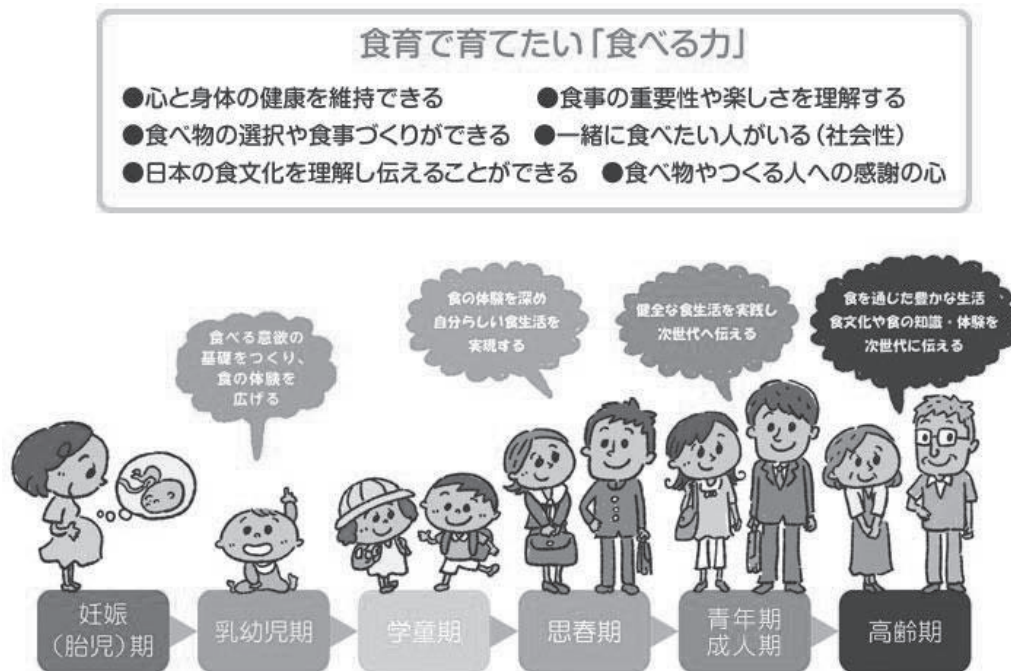 食育で育てたい「食べる力」
●心と身体の健康を維持できる ●食事の重要性や楽しさを理解する
●食べ物の選択や食事づくりができる ●一緒に食べたい人がいる(社会性)
●日本の食文化を理解し伝えることができる ●食べ物やつくる人への感謝の心
食べる意欲の
基礎をつくり、
食の体験を
広げる
食の体験を深め
自分らしい食生活を
実現する
健全な食生活を実践し
次世代へ伝える
食を通じた豊かな生活
食文化や食の知識・体験を
次世代に伝える
妊娠
(胎児)期
乳幼児期
学童期
思春期
青年期
成人期
高齢期